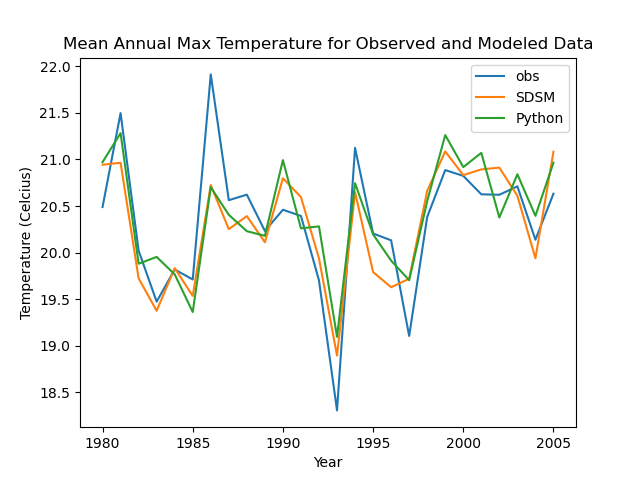 Mean Annual Max Temperature for Observed and Modeled Data
22.0
21.5
21.0
20.5
20.0
19.5
19.0
18.5
Temperature (Celcius)
obs
SDSM
Python
1980
1985
1990
1995
2000
2005
Year